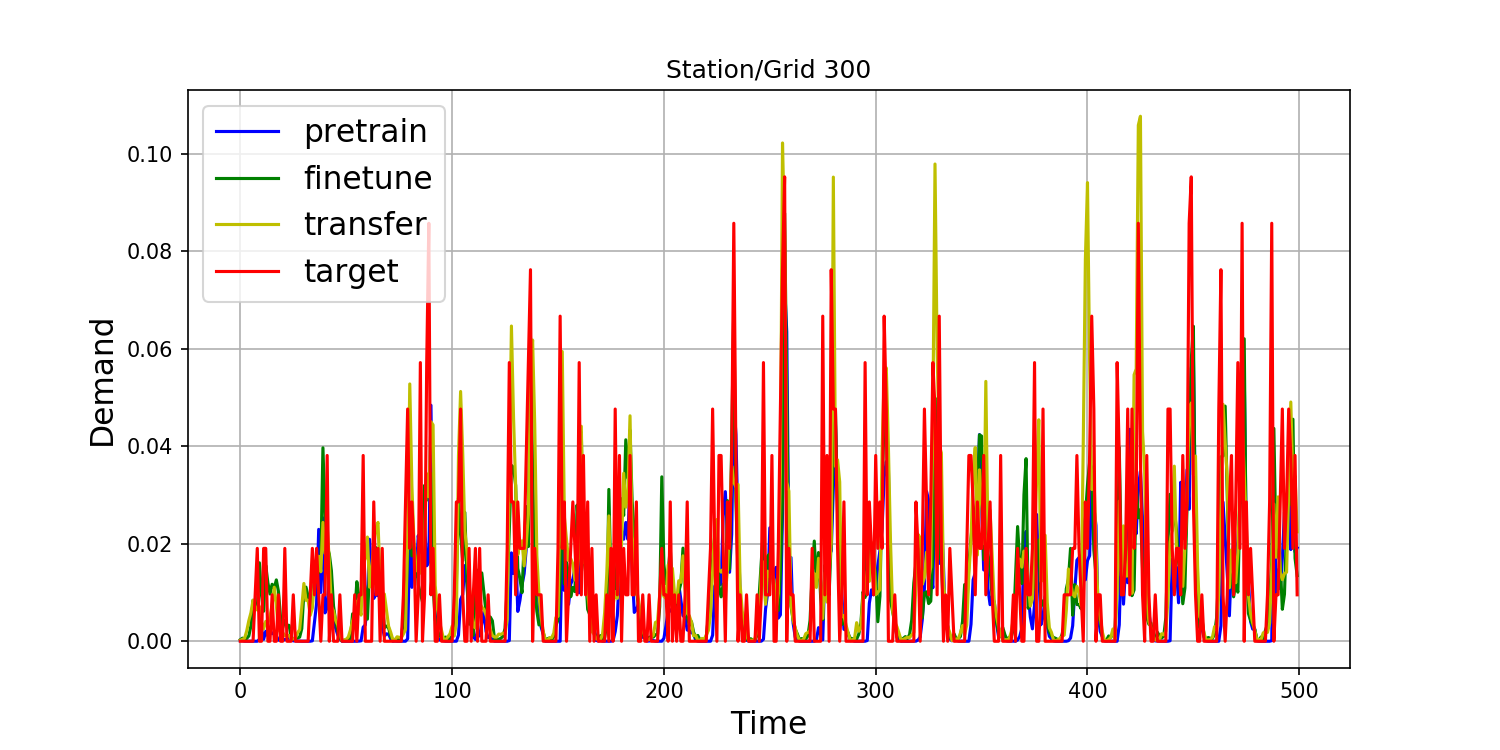 Station/Grid 300
pretrain
finetune
transfer
target
0.10
0.08
0.06
0.04
0.02
0.00
Demand
0 100 200 300 400 500
Time